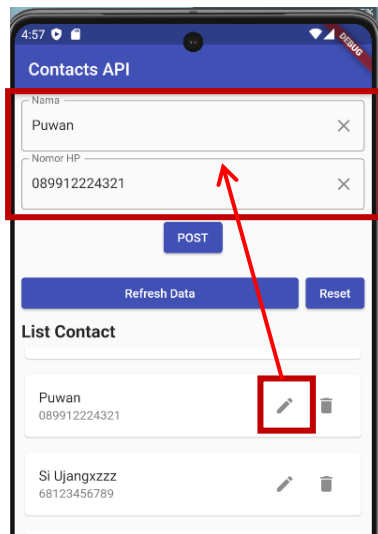 4:57
DEBUG
Contacts API
Nama
Puwan
Nomor HP
089912224321
POST
Refresh Data
Reset
List Contact
Puwan
089912224321
Si Ujangxzzz
68123456789